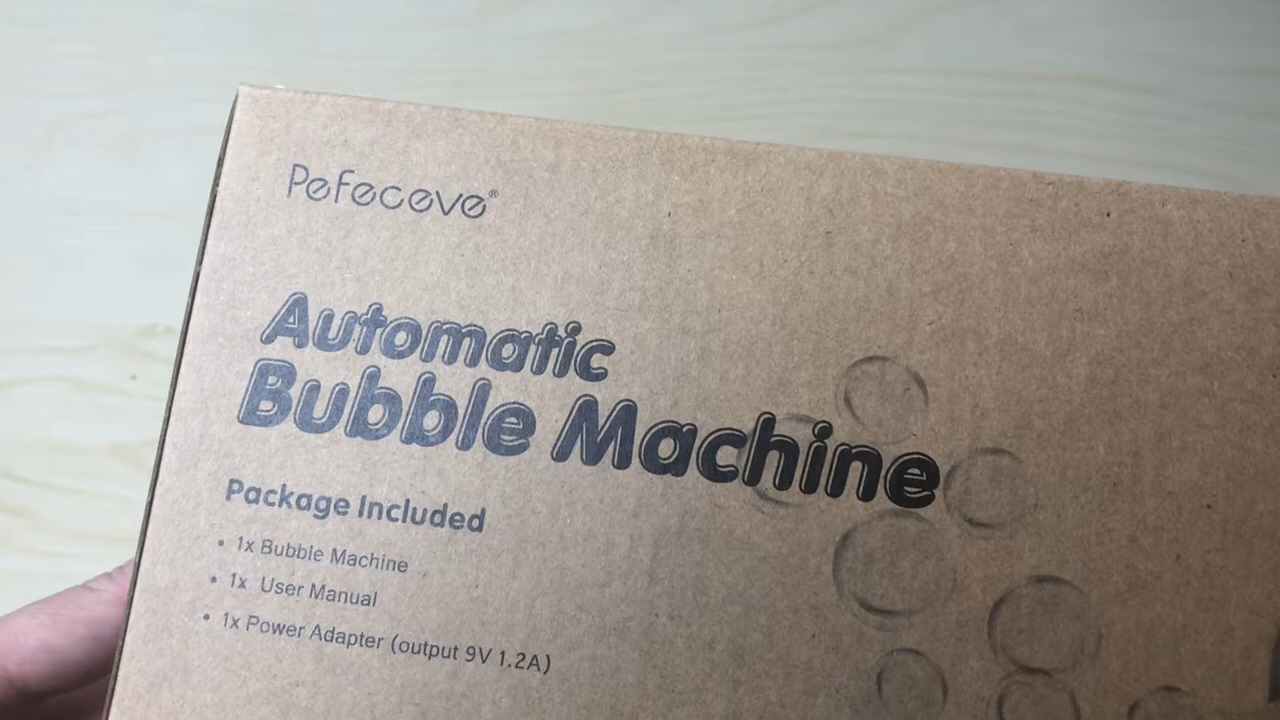 Pefeceve®
Automatic
Bubble Machine
Package Included
• 1x Bubble Machine
• 1x User Manual
• 1x Power Adapter (output 9V 1.2A)